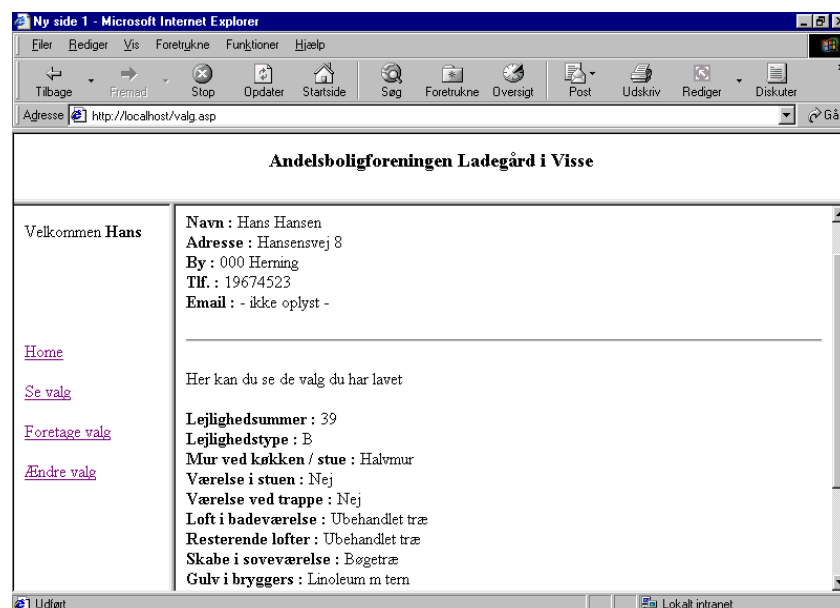 Ny side 1 - Microsoft Internet Explorer
Filer Rediger Vis Foretrukne Funktioner Hjælp
Tilbage Fremad Stop Opdater Startside Søg Foretrukne Oversigt Post Udskriv Rediger Diskuter
Adresse http://localhost/valg.asp Gå
Andelsboligforeningen Ladegård i Visse
Velkommen Hans
Home
Se valg
Foretage valg
Ændre valg
Navn : Hans Hansen
Adresse : Hansensvej 8
By : 000 Herning
Tlf. : 19674523
Email : - ikke oplyst -
Her kan du se de valg du har lavet
Lejlighedsummer : 39
Lejlighedstype : B
Mur ved køkken / stue : Halvmur
Værelse i stuen : Nej
Værelse ved trappe : Nej
Loft i badeværelse : Ubehandlet træ
Resterende lofter : Ubehandlet træ
Skabe i soveværelse : Bøgetræ
Gulv i bryggers : Linoleum m tern
Udført Lokalt intranet